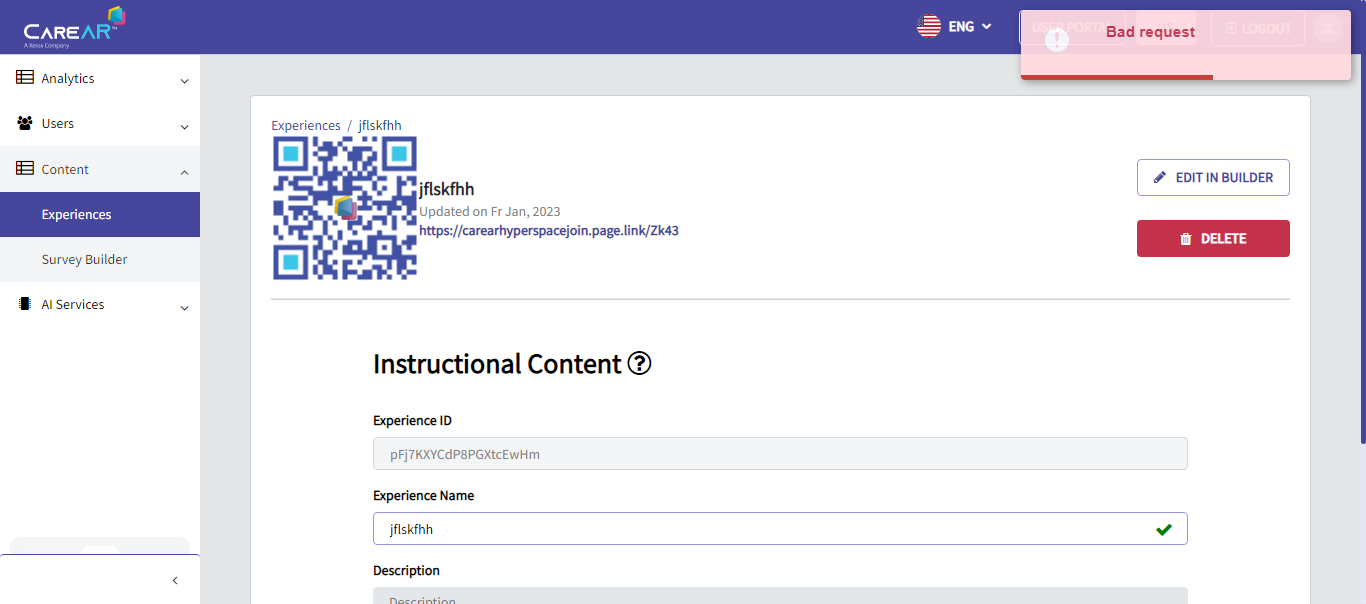 CAREAR™
A Xerox Company
ENG
USER PORTAL
LOGOUT
Bad request
Analytics
Users
Content
Experiences
Survey Builder
AI Services
Experiences / jflskfhh
jflskfhh
Updated on Fr Jan, 2023
https://carearhyperspacejoin.page.link/Zk43
EDIT IN BUILDER
DELETE
Instructional Content
Experience ID
pFj7KXYCdP8PGXtcEwHm
Experience Name
jflskfhh
Description
Description